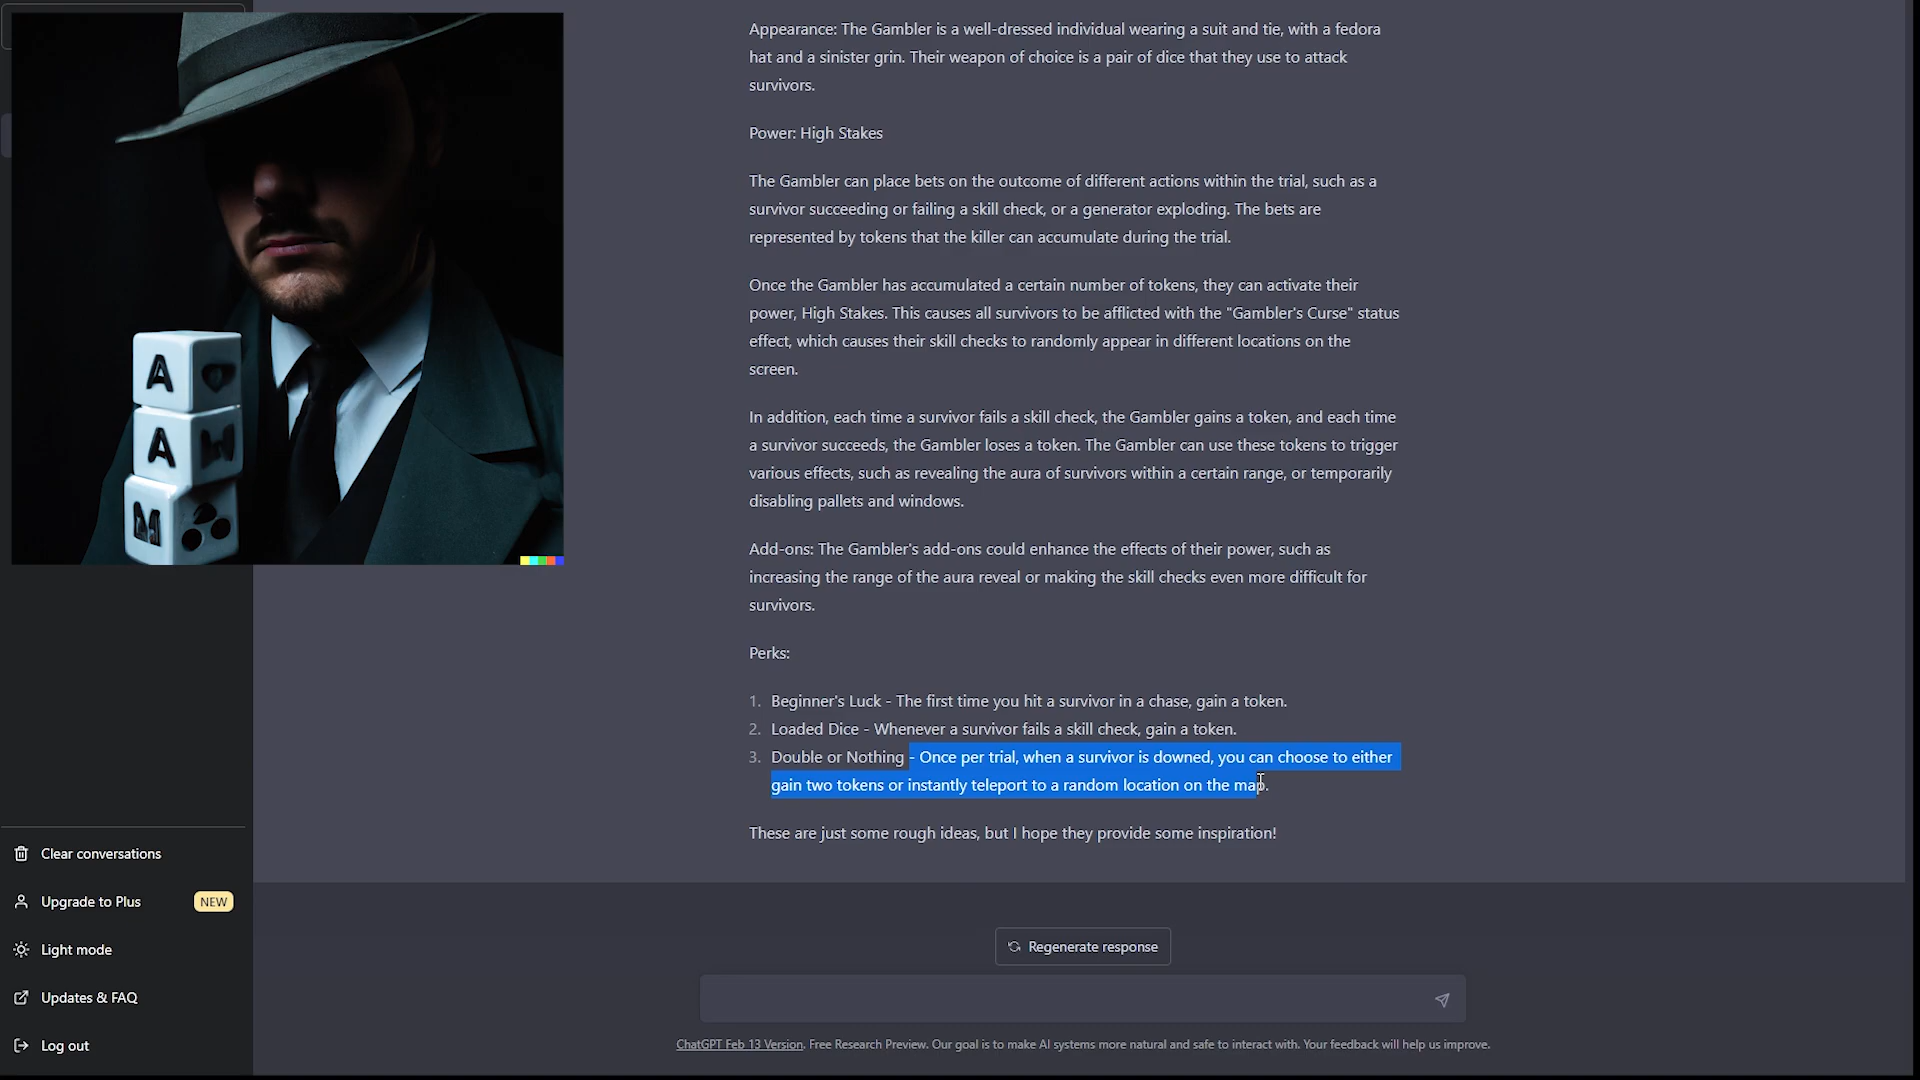 Appearance: The Gambler is a well-dressed individual wearing a suit and tie, with a fedora
hat and a sinister grin. Their weapon of choice is a pair of dice that they use to attack
survivors.
Power: High Stakes
The Gambler can place bets on the outcome of different actions within the trial, such as a
survivor succeeding or failing a skill check, or a generator exploding. The bets are
represented by tokens that the killer can accumulate during the trial.
Once the Gambler has accumulated a certain number of tokens, they can activate their
power, High Stakes. This causes all survivors to be afflicted with the "Gambler's Curse" status
effect, which causes their skill checks to randomly appear in different locations on the
screen.
In addition, each time a survivor fails a skill check, the Gambler gains a token, and each time
a survivor succeeds, the Gambler loses a token. The Gambler can use these tokens to trigger
various effects, such as revealing the aura of survivors within a certain range, or temporarily
disabling pallets and windows.
Add-ons: The Gambler's add-ons could enhance the effects of their power, such as
increasing the range of the aura reveal or making the skill checks even more difficult for
survivors.
Perks:
1. Beginner's Luck - The first time you hit a survivor in a chase, gain a token.
2. Loaded Dice - Whenever a survivor fails a skill check, gain a token.
3. Double or Nothing - Once per trial, when a survivor is downed, you can choose to either
gain two tokens or instantly teleport to a random location on the map.
These are just some rough ideas, but I hope they provide some inspiration!
A
A
M
Clear conversations
Upgrade to Plus NEW
Light mode
Updates & FAQ
Log out
Regenerate response
ChatGPT Feb 13 Version. Free Research Preview. Our goal is to make AI systems more natural and safe to interact with. Your feedback will help us improve.